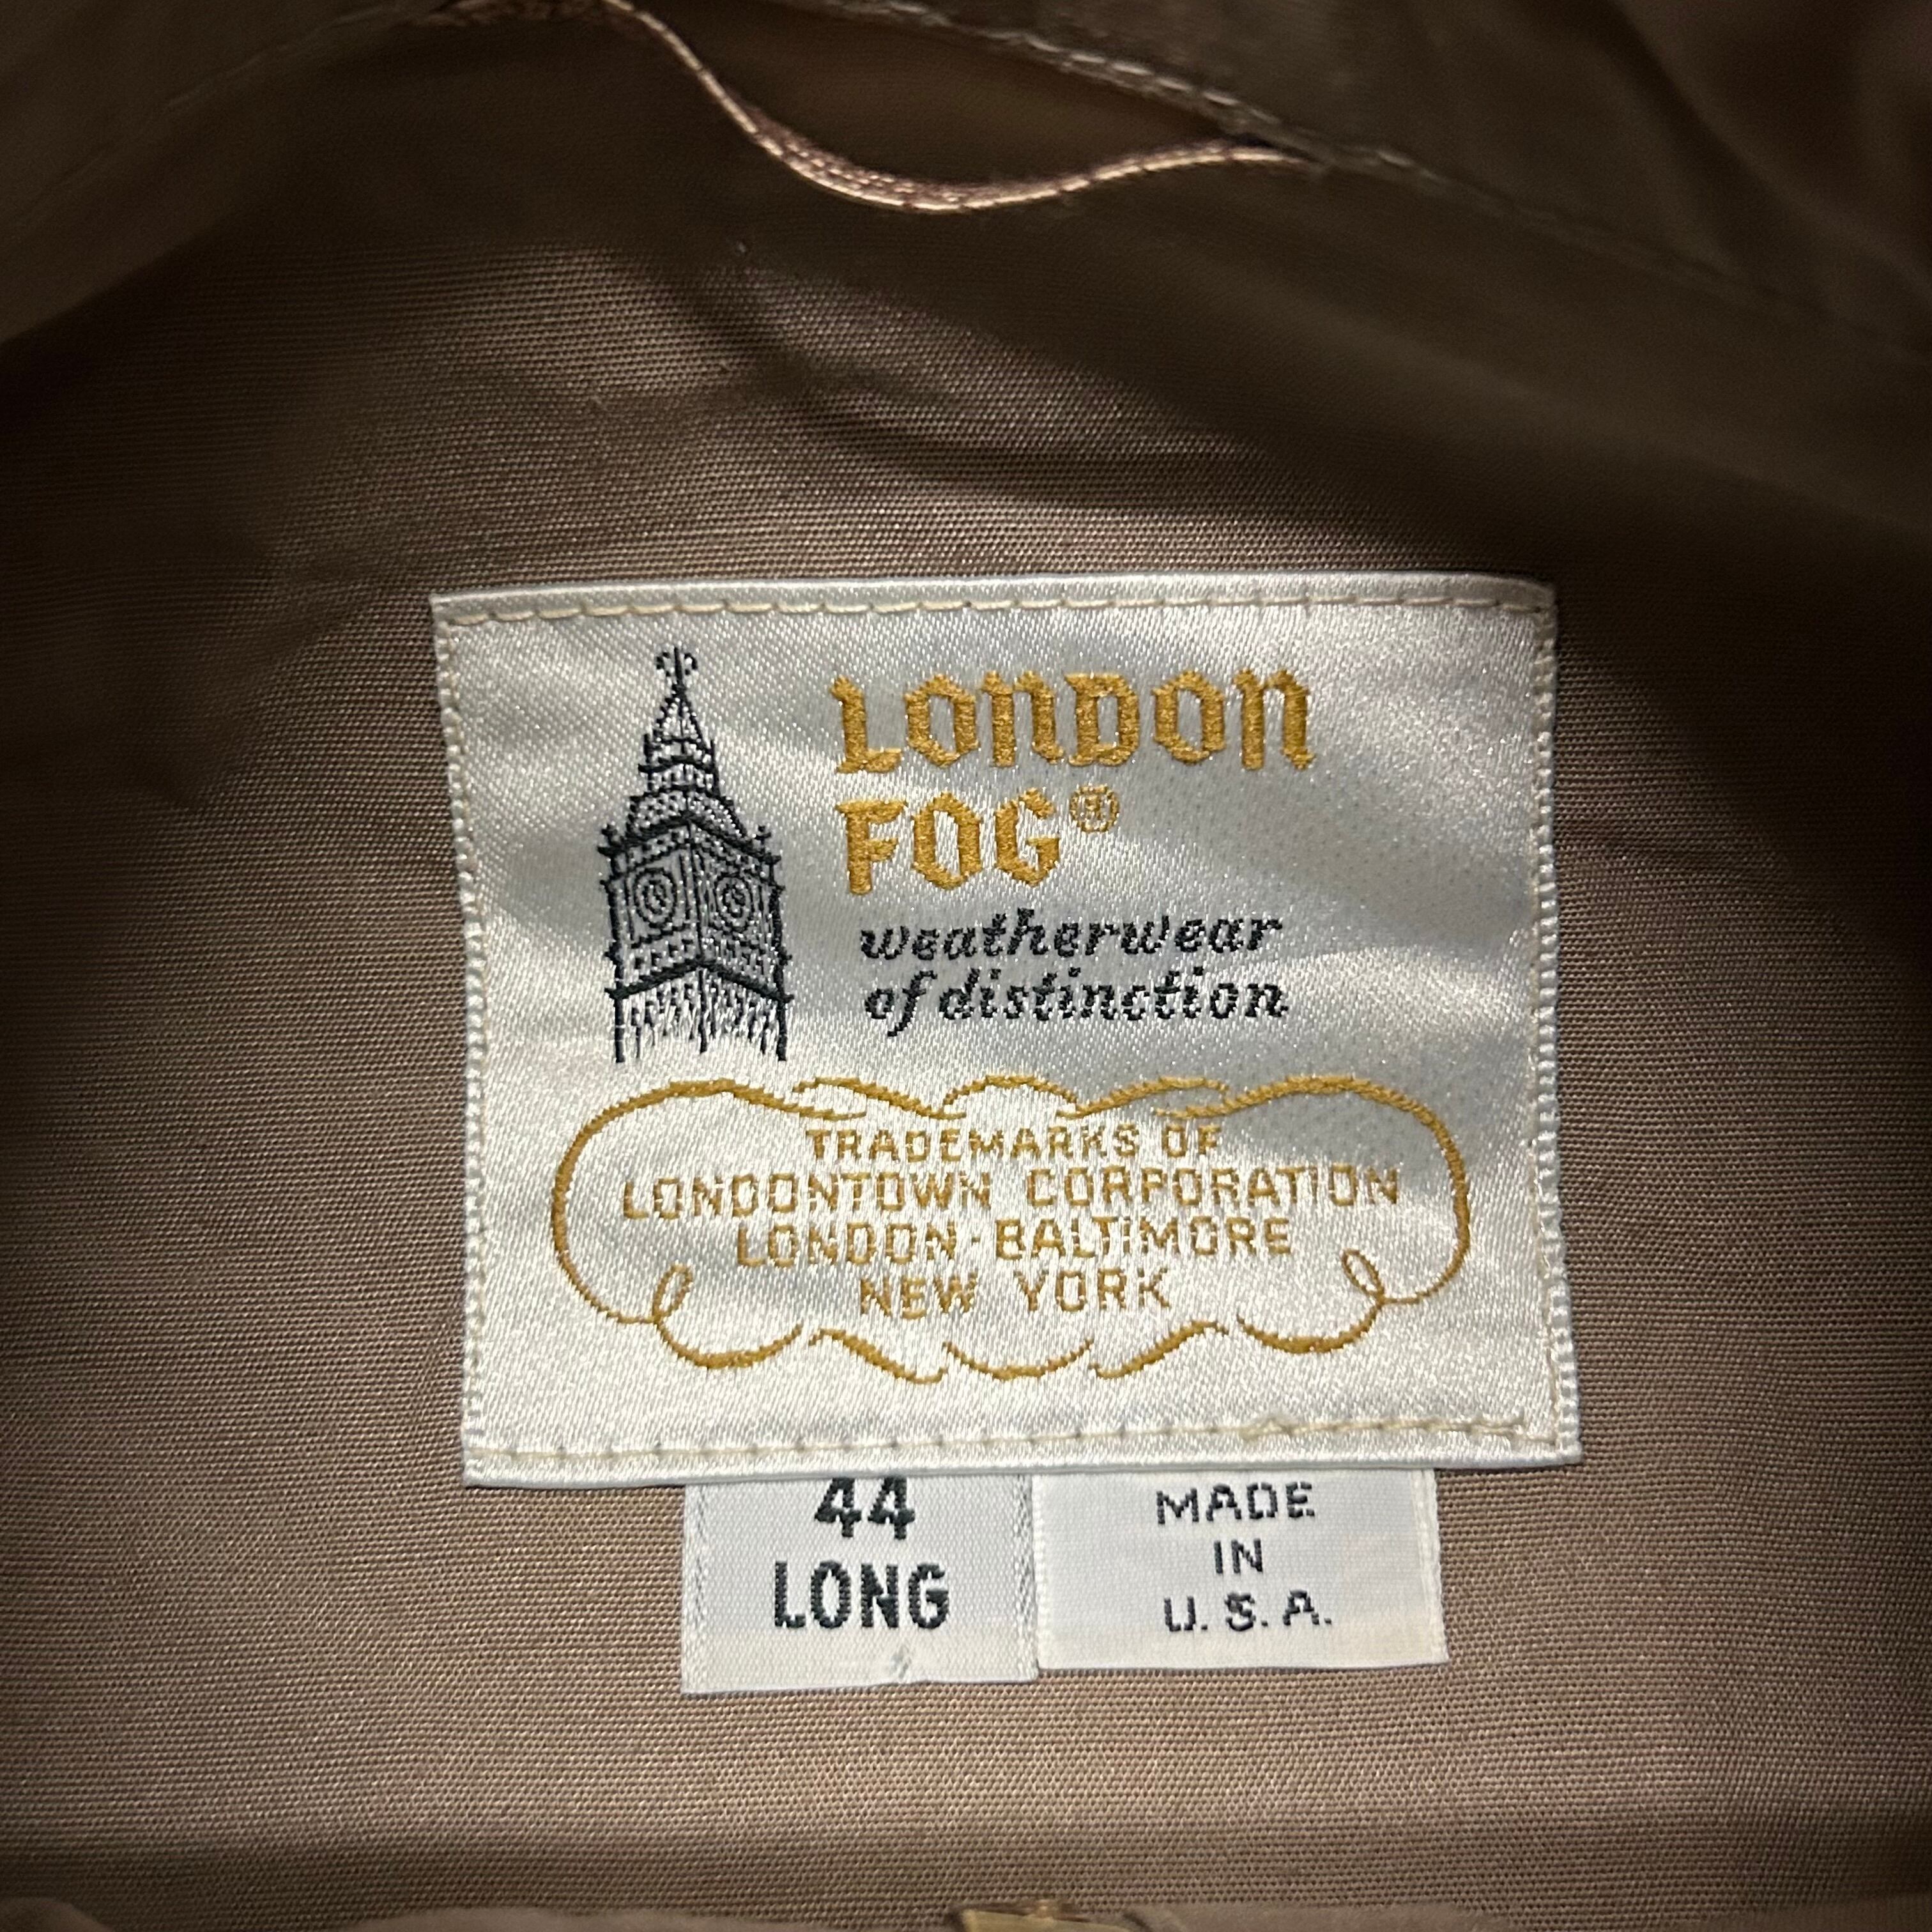 LONDON
FOG®
weatherwear
of distinction
TRADEMARKS OF
LONDONTOWN CORPORATION
LONDON·BALTIMORE
NEW YORK
44
LONG
MADE
IN
U.S.A.